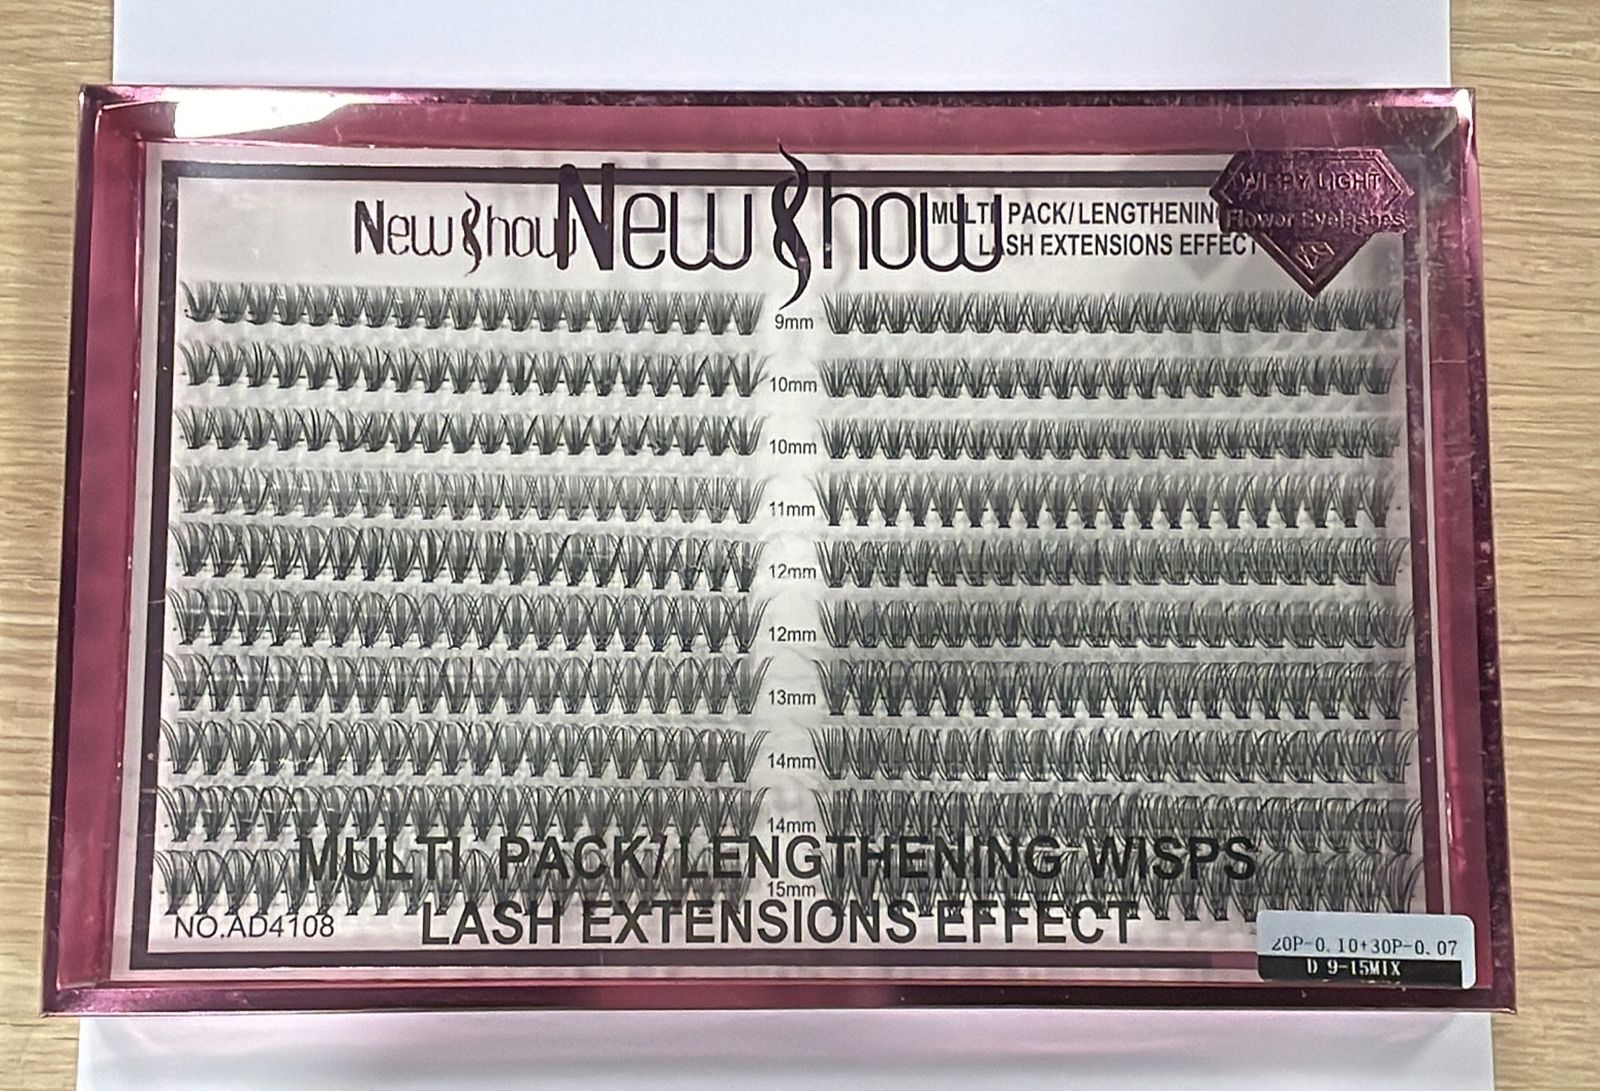 New Show
New Show
MULTI PACK/LENGTHENING
LASH EXTENSIONS EFFECT
VERY LIGHT
Flower Eyelashes
9mm
10mm
10mm
11mm
12mm
12mm
13mm
14mm
14mm
15mm
MULTI PACK/LENGTHENING WISPS
LASH EXTENSIONS EFFECT
NO.AD4108
20P-0.10+30P-0.07
D 9-15MIX